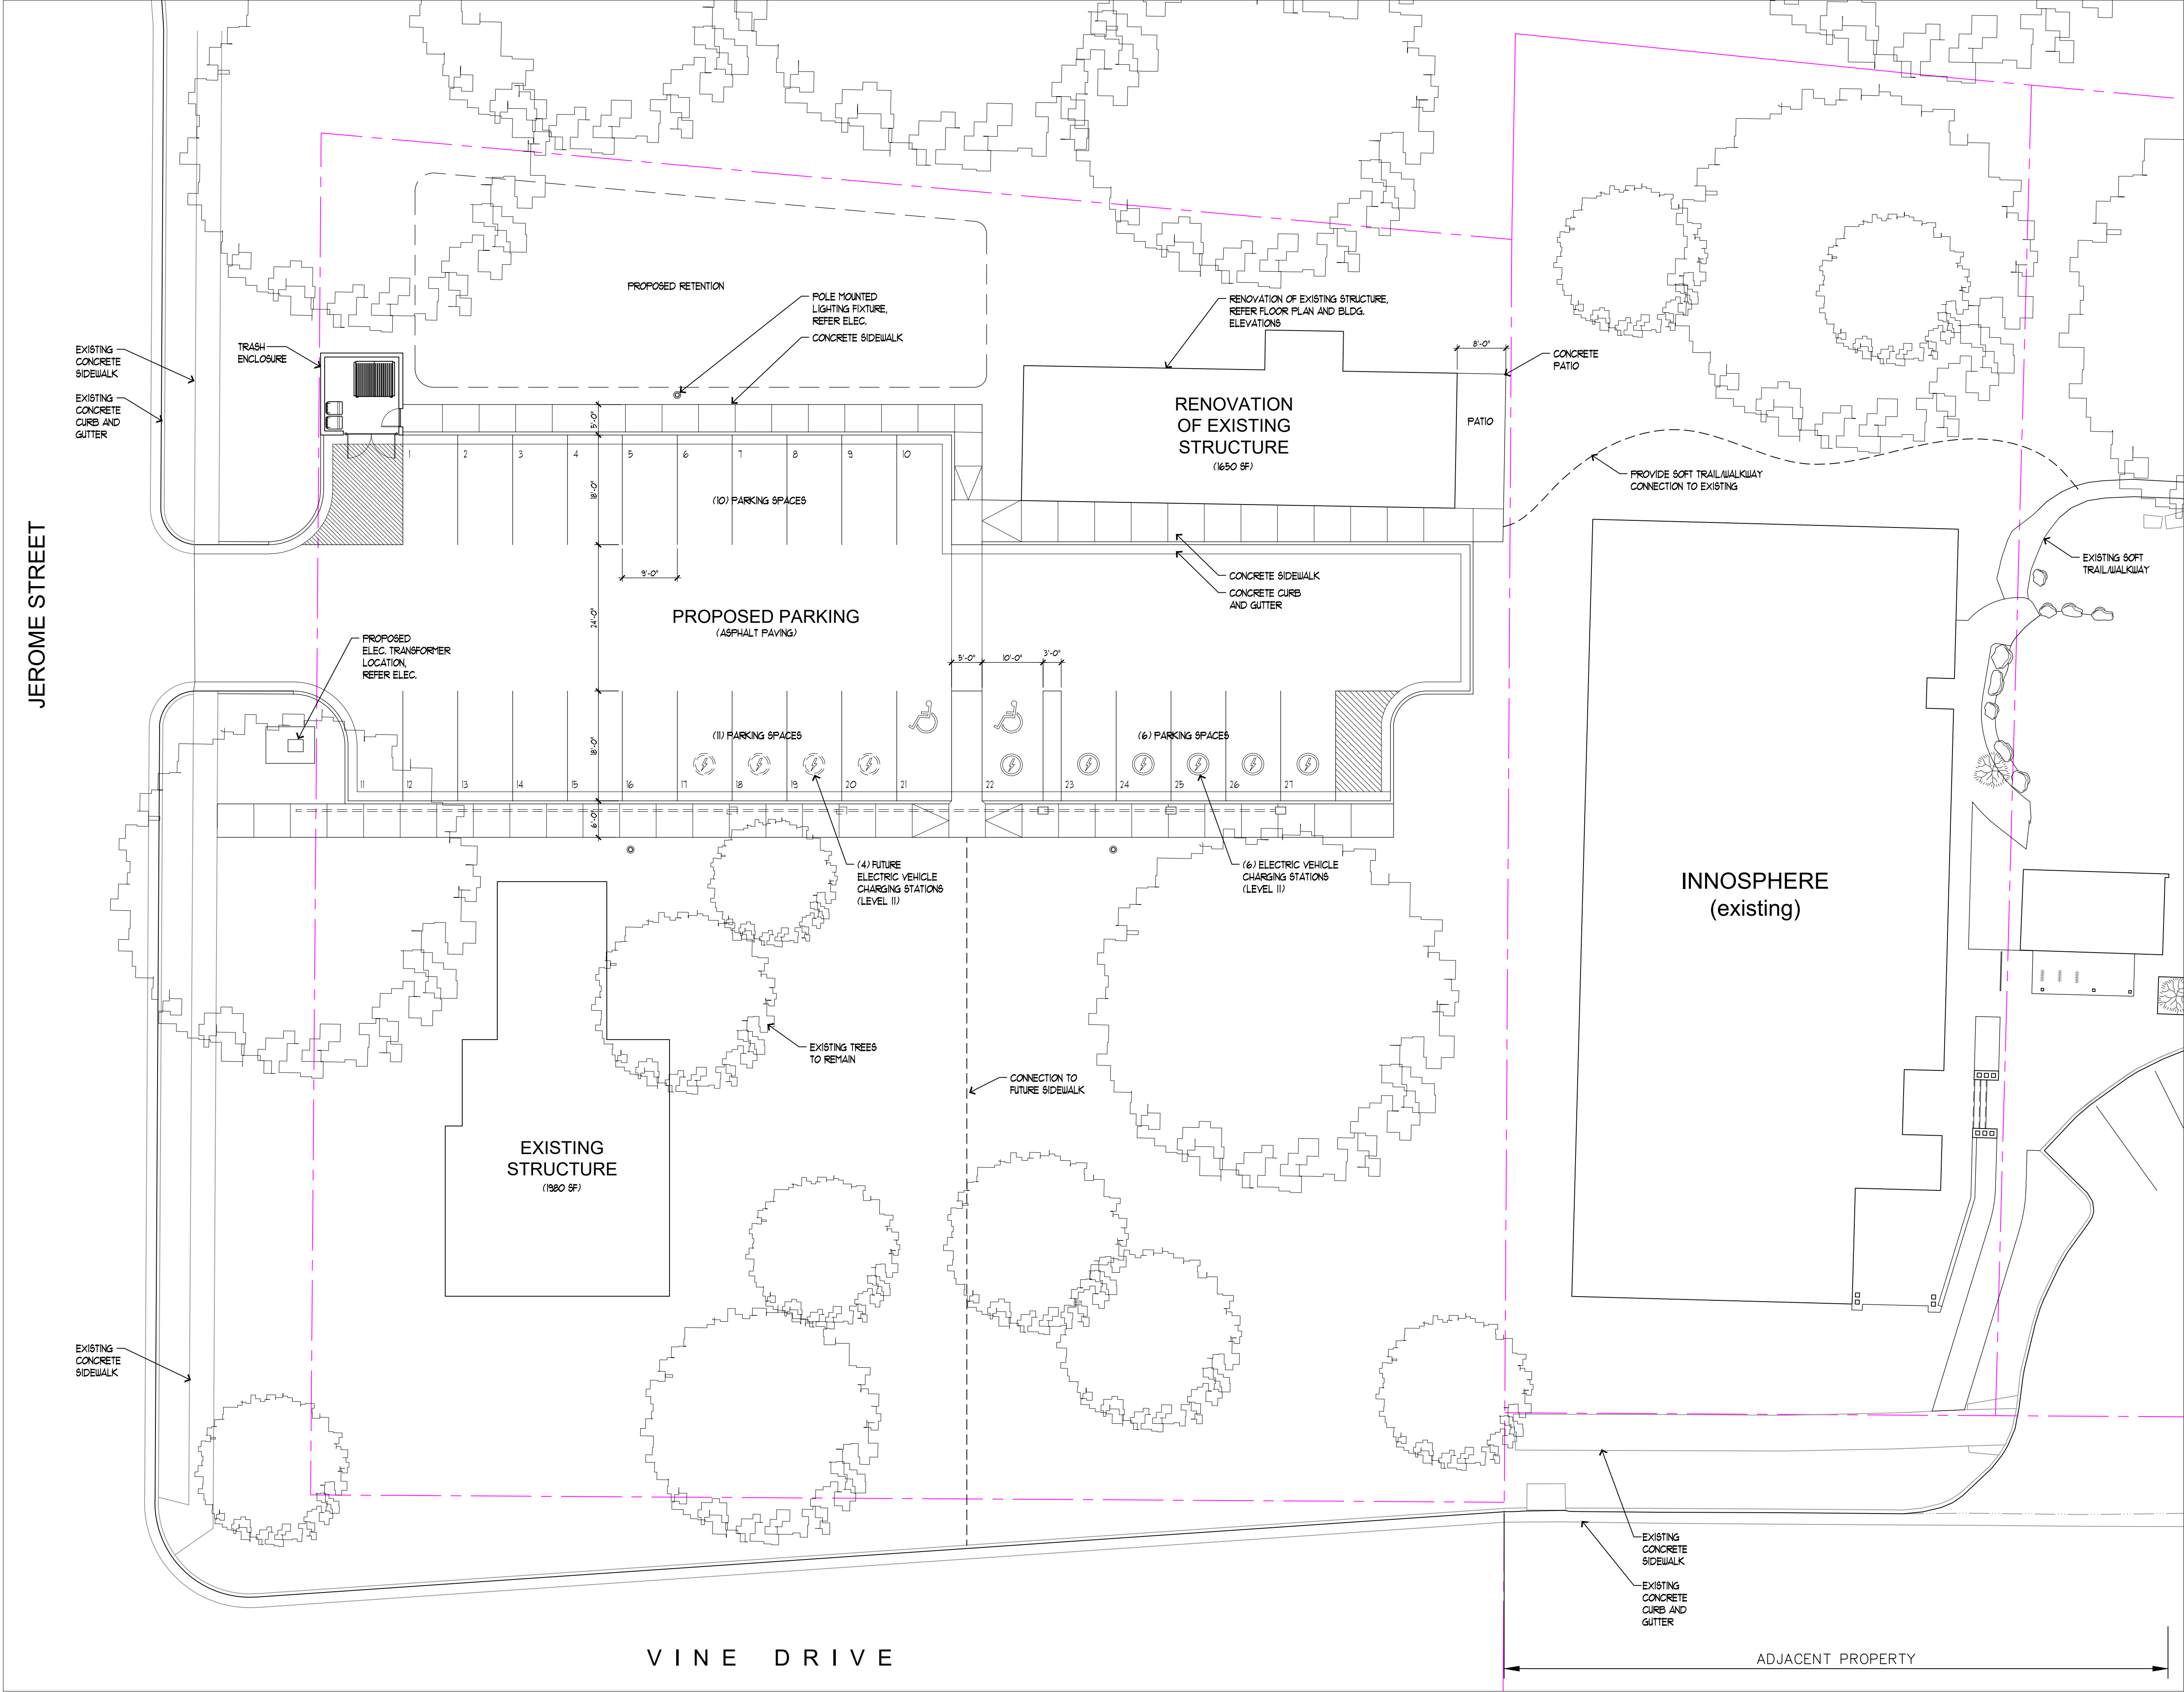 PROPOSED RETENTION
POLE MOUNTED
LIGHTING FIXTURE,
REFER ELEC.
CONCRETE SIDEWALK
RENOVATION OF EXISTING STRUCTURE,
REFER FLOOR PLAN AND BLDG.
ELEVATIONS
8'-0"
CONCRETE
PATIO
EXISTING
CONCRETE
SIDEWALK
TRASH
ENCLOSURE
EXISTING
CONCRETE
CURB AND
GUTTER
RENOVATION
OF EXISTING
STRUCTURE
(1650 SF)
PATIO
5'-0"
1 2 3 4 5 6 7 8 9 10
18'-0"
(10) PARKING SPACES
PROVIDE SOFT TRAIL/WALKWAY
CONNECTION TO EXISTING
EXISTING SOFT
TRAIL/WALKWAY
JEROME STREET
9'-0"
CONCRETE SIDEWALK
CONCRETE CURB
AND GUTTER
24'-0"
PROPOSED PARKING
(ASPHALT PAVING)
PROPOSED
ELEC. TRANSFORMER
LOCATION,
REFER ELEC.
5'-0" 10'-0" 3'-0"
18'-0"
(11) PARKING SPACES
(6) PARKING SPACES
11 12 13 14 15 16 17 18 19 20 21 22 23 24 25 26 27
6'-0"
(4) FUTURE
ELECTRIC VEHICLE
CHARGING STATIONS
(LEVEL II)
(6) ELECTRIC VEHICLE
CHARGING STATIONS
(LEVEL II)
INNOSPHERE
(existing)
EXISTING TREES
TO REMAIN
CONNECTION TO
FUTURE SIDEWALK
EXISTING
STRUCTURE
(1980 SF)
EXISTING
CONCRETE
SIDEWALK
EXISTING
CONCRETE
SIDEWALK
EXISTING
CONCRETE
CURB AND
GUTTER
VINE DRIVE
ADJACENT PROPERTY